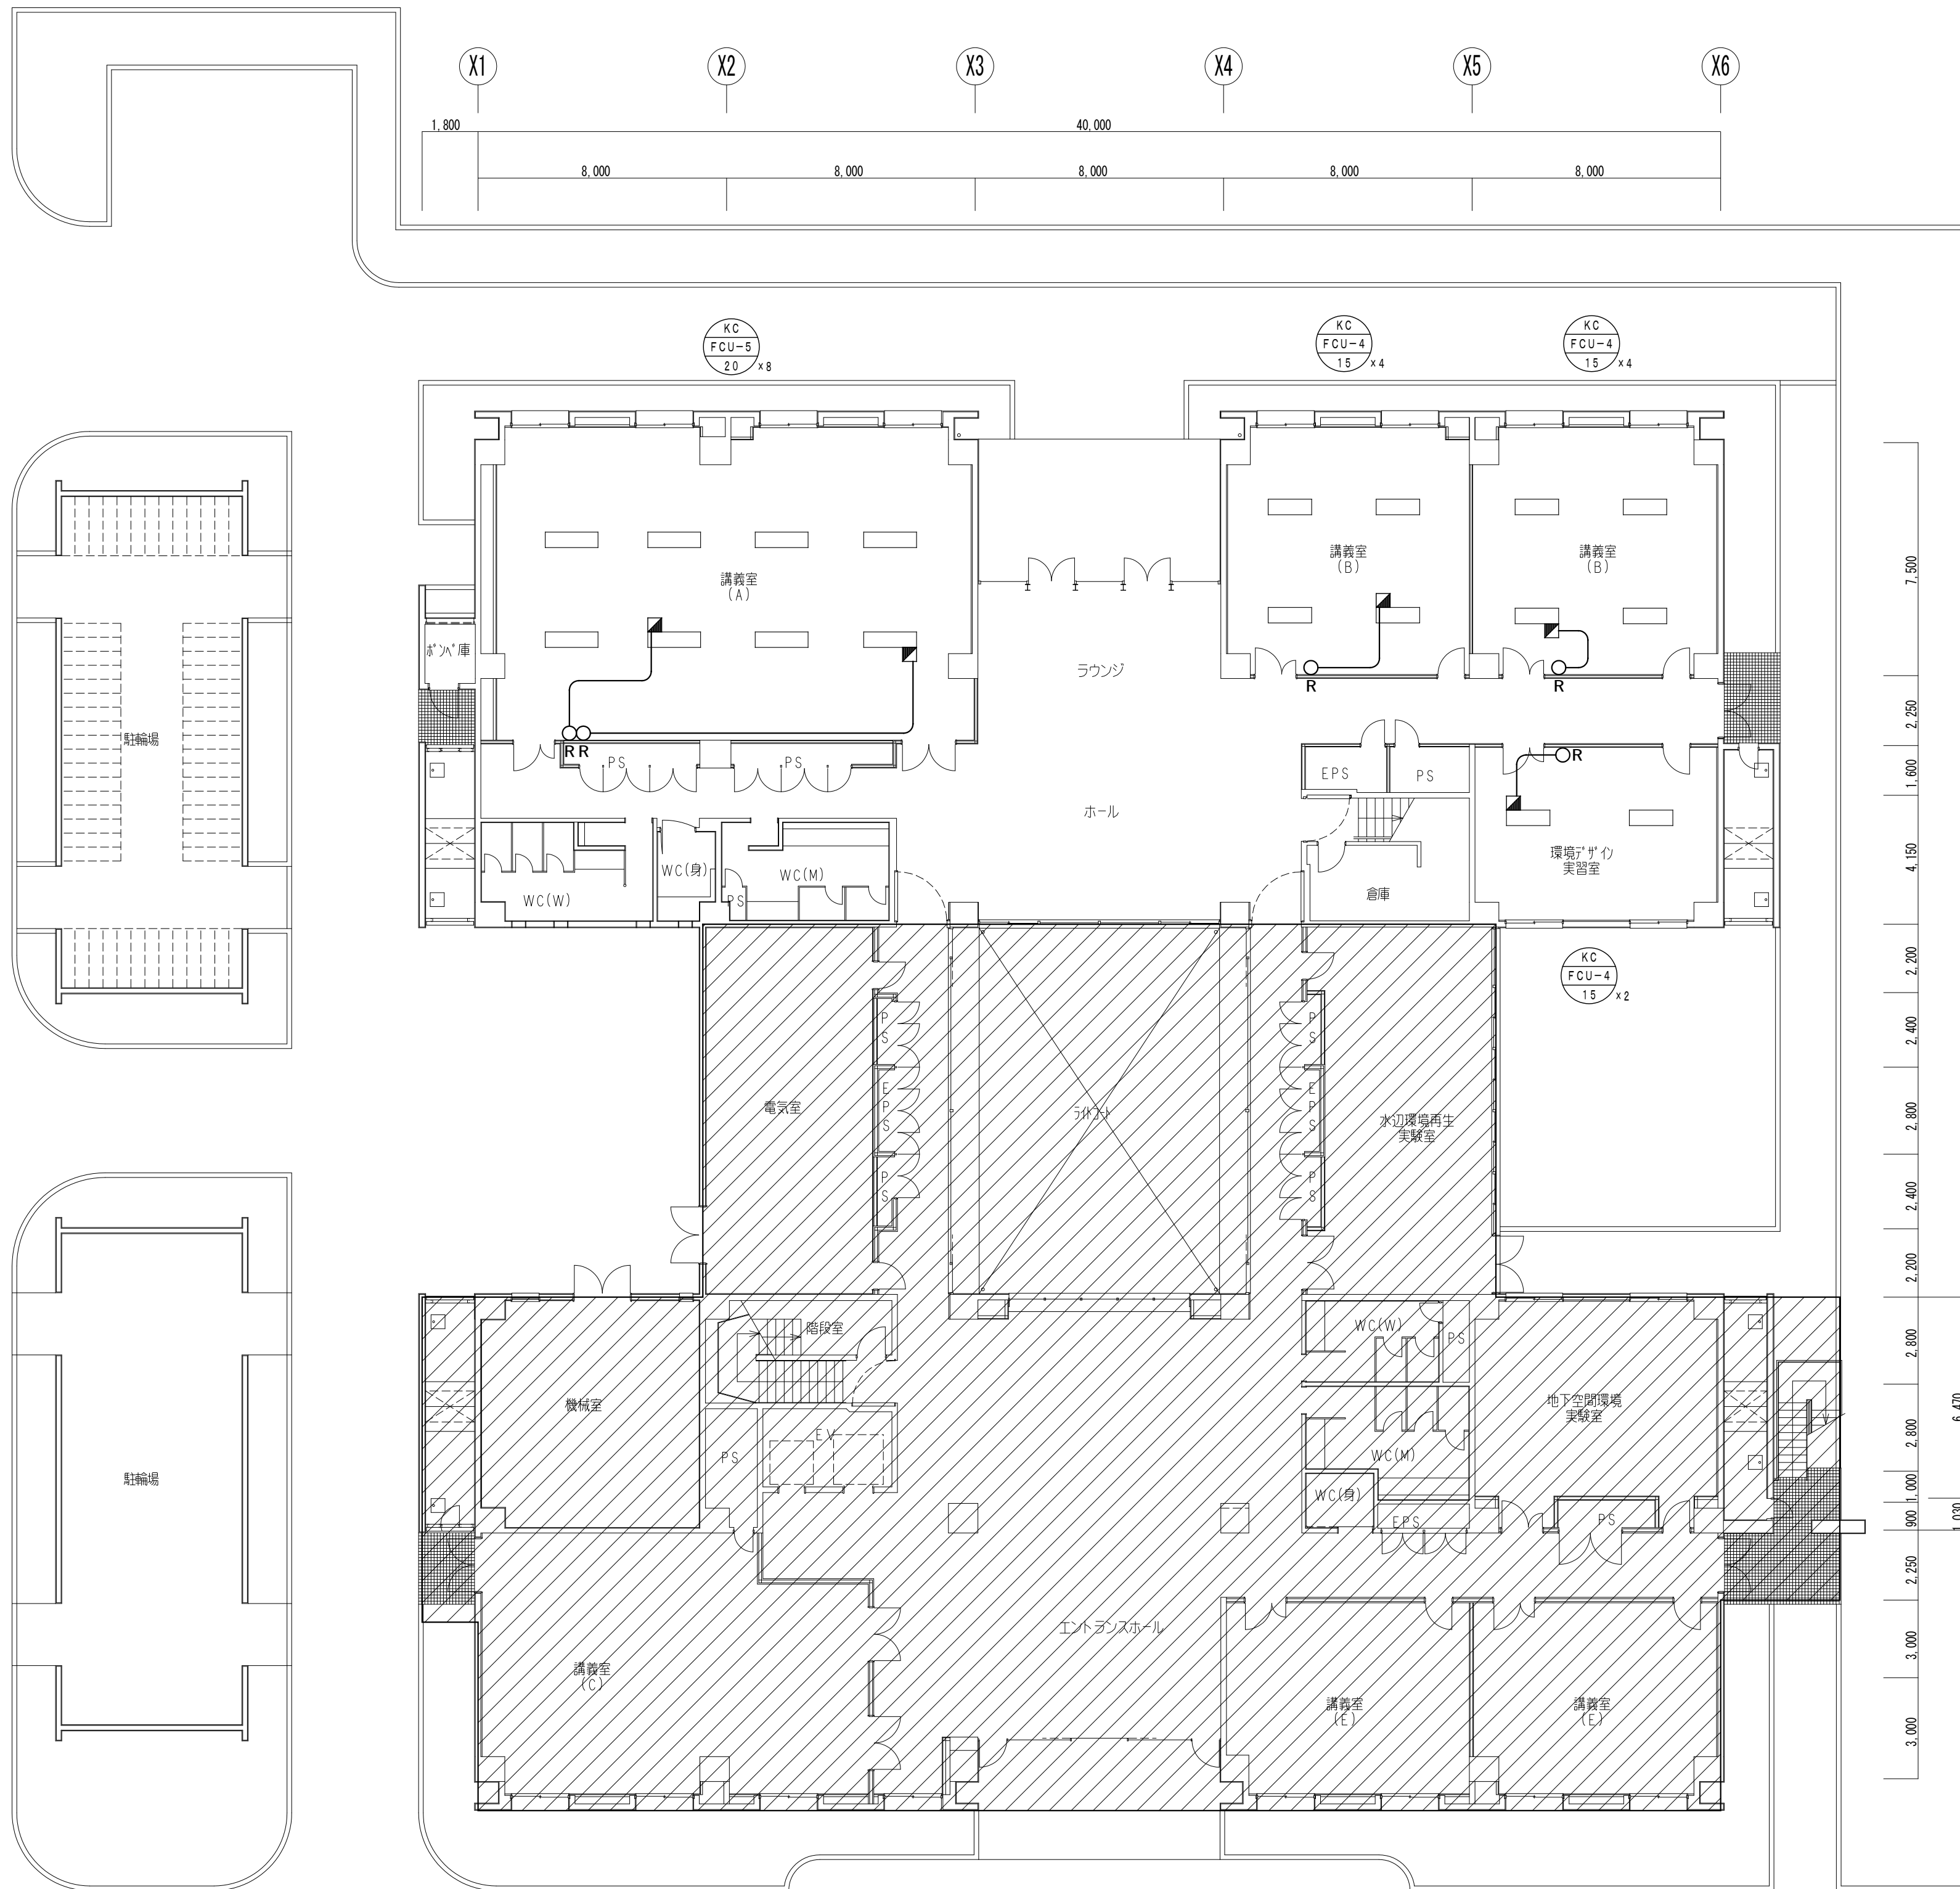 X1
X2
X3
X4
X5
X6
1,800
40,000
8,000
8,000
8,000
8,000
8,000
KC
FCU-5
20
×8
KC
FCU-4
15
×4
KC
FCU-4
15
×4
講義室
(A)
講義室
(B)
講義室
(B)
ボンベ庫
ラウンジ
R
R
R R
R
駐輪場
PS
PS
EPS
PS
ホール
環境デザイン
実習室
WC(W)
WC(身)
WC(M)
PS
倉庫
KC
FCU-4
15
×2
電気室
PS
EPS
PS
ライトコート
PS
EPS
PS
水辺環境再生
実験室
階段室
WC(W)
PS
機械室
地下空間環境
実験室
EV
PS
WC(M)
WC(身)
EPS
PS
駐輪場
エントランスホール
講義室
(C)
講義室
(E)
講義室
(E)
7,500
2,250
1,600
4,150
2,200
2,400
2,800
2,400
2,200
2,800
2,800
1,000
900
2,250
3,000
3,000
6,470
1,030